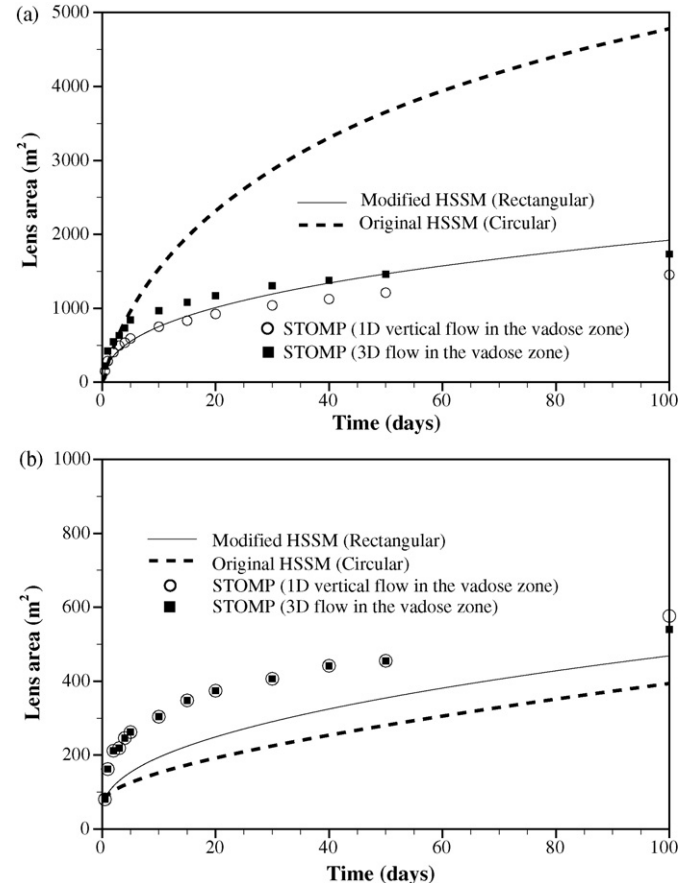 (a)
5000
4000
3000
2000
1000
0
Lens area (m²)
Modified HSSM (Rectangular)
Original HSSM (Circular)
STOMP (1D vertical flow in the vadose zone)
STOMP (3D flow in the vadose zone)
0 20 40 60 80 100
Time (days)
(b)
1000
800
600
400
200
0
Lens area (m²)
Modified HSSM (Rectangular)
Original HSSM (Circular)
STOMP (1D vertical flow in the vadose zone)
STOMP (3D flow in the vadose zone)
0 20 40 60 80 100
Time (days)